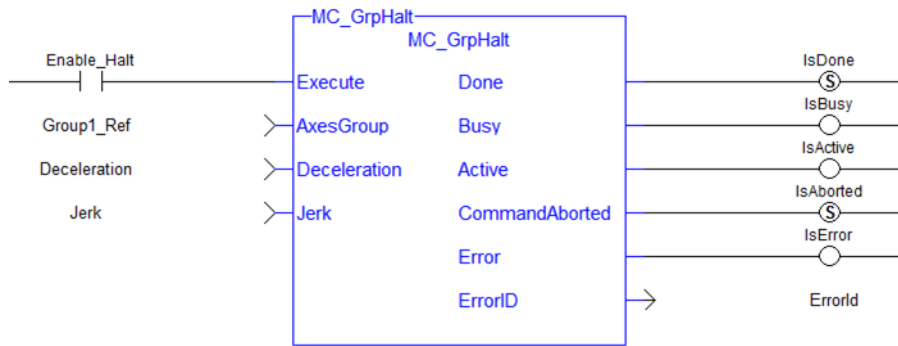 MC_GrpHalt
MC_GrpHalt
Enable_Halt
Execute
Done
IsDone
S
Group1_Ref
AxesGroup
Busy
IsBusy
Deceleration
Deceleration
Active
IsActive
Jerk
Jerk
CommandAborted
IsAborted
S
Error
IsError
ErrorID
ErrorId